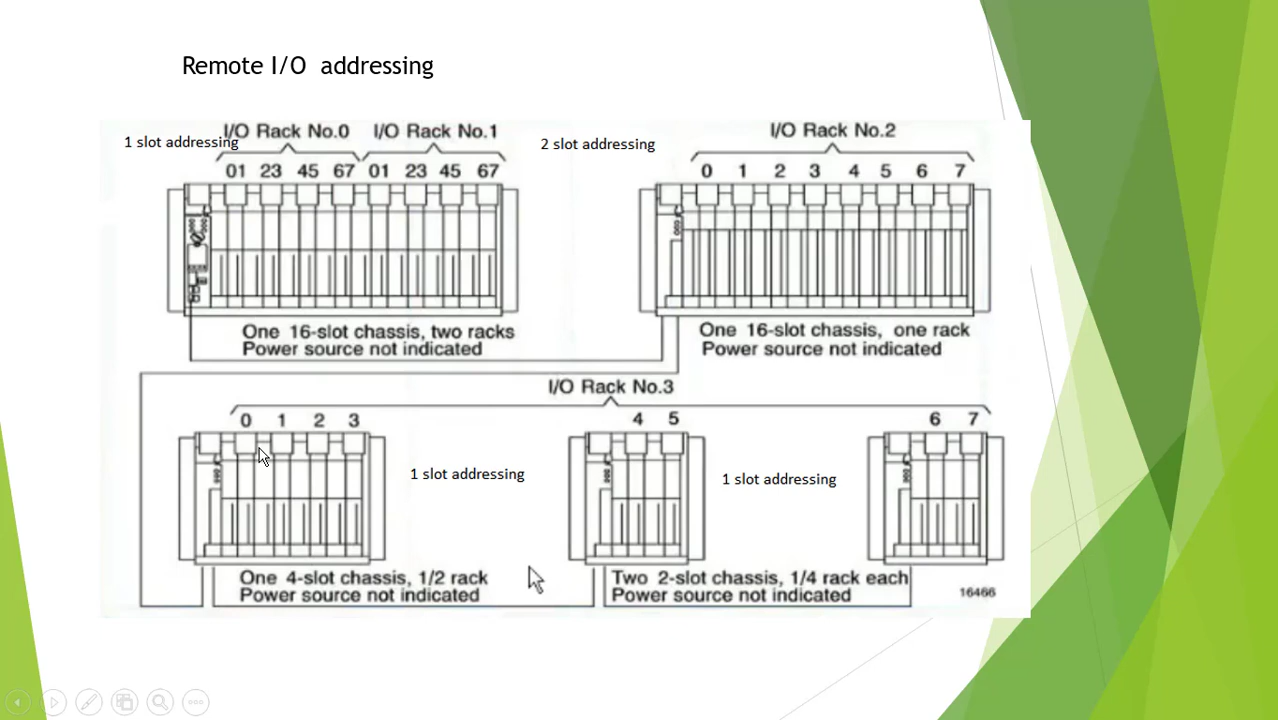 Remote I/O addressing
1 slot addressing
I/O Rack No.0
I/O Rack No.1
01 23 45 67 01 23 45 67
2 slot addressing
I/O Rack No.2
0 1 2 3 4 5 6 7
One 16-slot chassis, two racks
Power source not indicated
One 16-slot chassis, one rack
Power source not indicated
I/O Rack No.3
0 1 2 3
4 5
6 7
1 slot addressing
1 slot addressing
One 4-slot chassis, 1/2 rack
Power source not indicated
Two 2-slot chassis, 1/4 rack each
Power source not indicated
16466